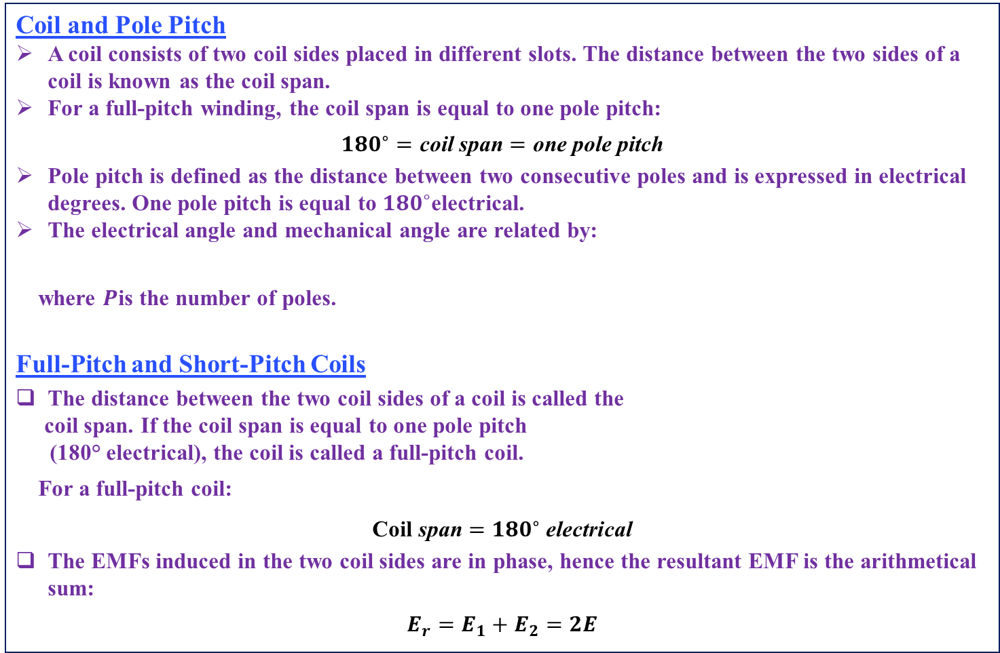 Coil and Pole Pitch
➢ A coil consists of two coil sides placed in different slots. The distance between the two sides of a
coil is known as the coil span.
➢ For a full-pitch winding, the coil span is equal to one pole pitch:
180° = coil span = one pole pitch
➢ Pole pitch is defined as the distance between two consecutive poles and is expressed in electrical
degrees. One pole pitch is equal to 180°electrical.
➢ The electrical angle and mechanical angle are related by:
where Pis the number of poles.
Full-Pitch and Short-Pitch Coils
❑ The distance between the two coil sides of a coil is called the
coil span. If the coil span is equal to one pole pitch
(180° electrical), the coil is called a full-pitch coil.
For a full-pitch coil:
Coil span = 180° electrical
❑ The EMFs induced in the two coil sides are in phase, hence the resultant EMF is the arithmetical
sum:
E_r = E_1 + E_2 = 2E